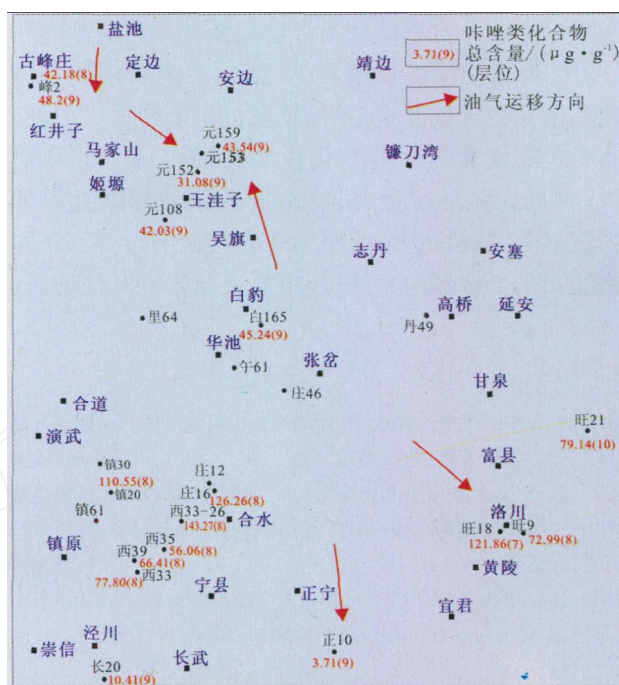 盐池
咔唑类化合物
3.71(9) 总含量/(μg·g⁻¹)
(层位)
油气运移方向
古峰庄 42.18(8)
定边
靖边
峰2
48.2(9)
安边
红井子
元159
43.54(9)
马家山
元153
镰刀湾
元152
31.08(9)
姬塬
王洼子
元108
42.03(9)
吴旗
志丹
安塞
白豹
里64
白165
45.24(9)
丹49
高桥
延安
华池
午61
张岔
庄46
甘泉
合道
旺21
79.14(10)
演武
富县
镇30
110.55(8)
镇20
庄12
庄16
126.26(8)
镇61
西33-26
143.27(8)
合水
洛川
旺18
旺9
121.86(7)
72.99(8)
镇原
西35
56.06(8)
西39
66.41(8)
77.80(8)
西33
黄陵
宁县
正宁
宜君
正10
3.71(9)
崇信
泾川
长武
长20
10.41(9)